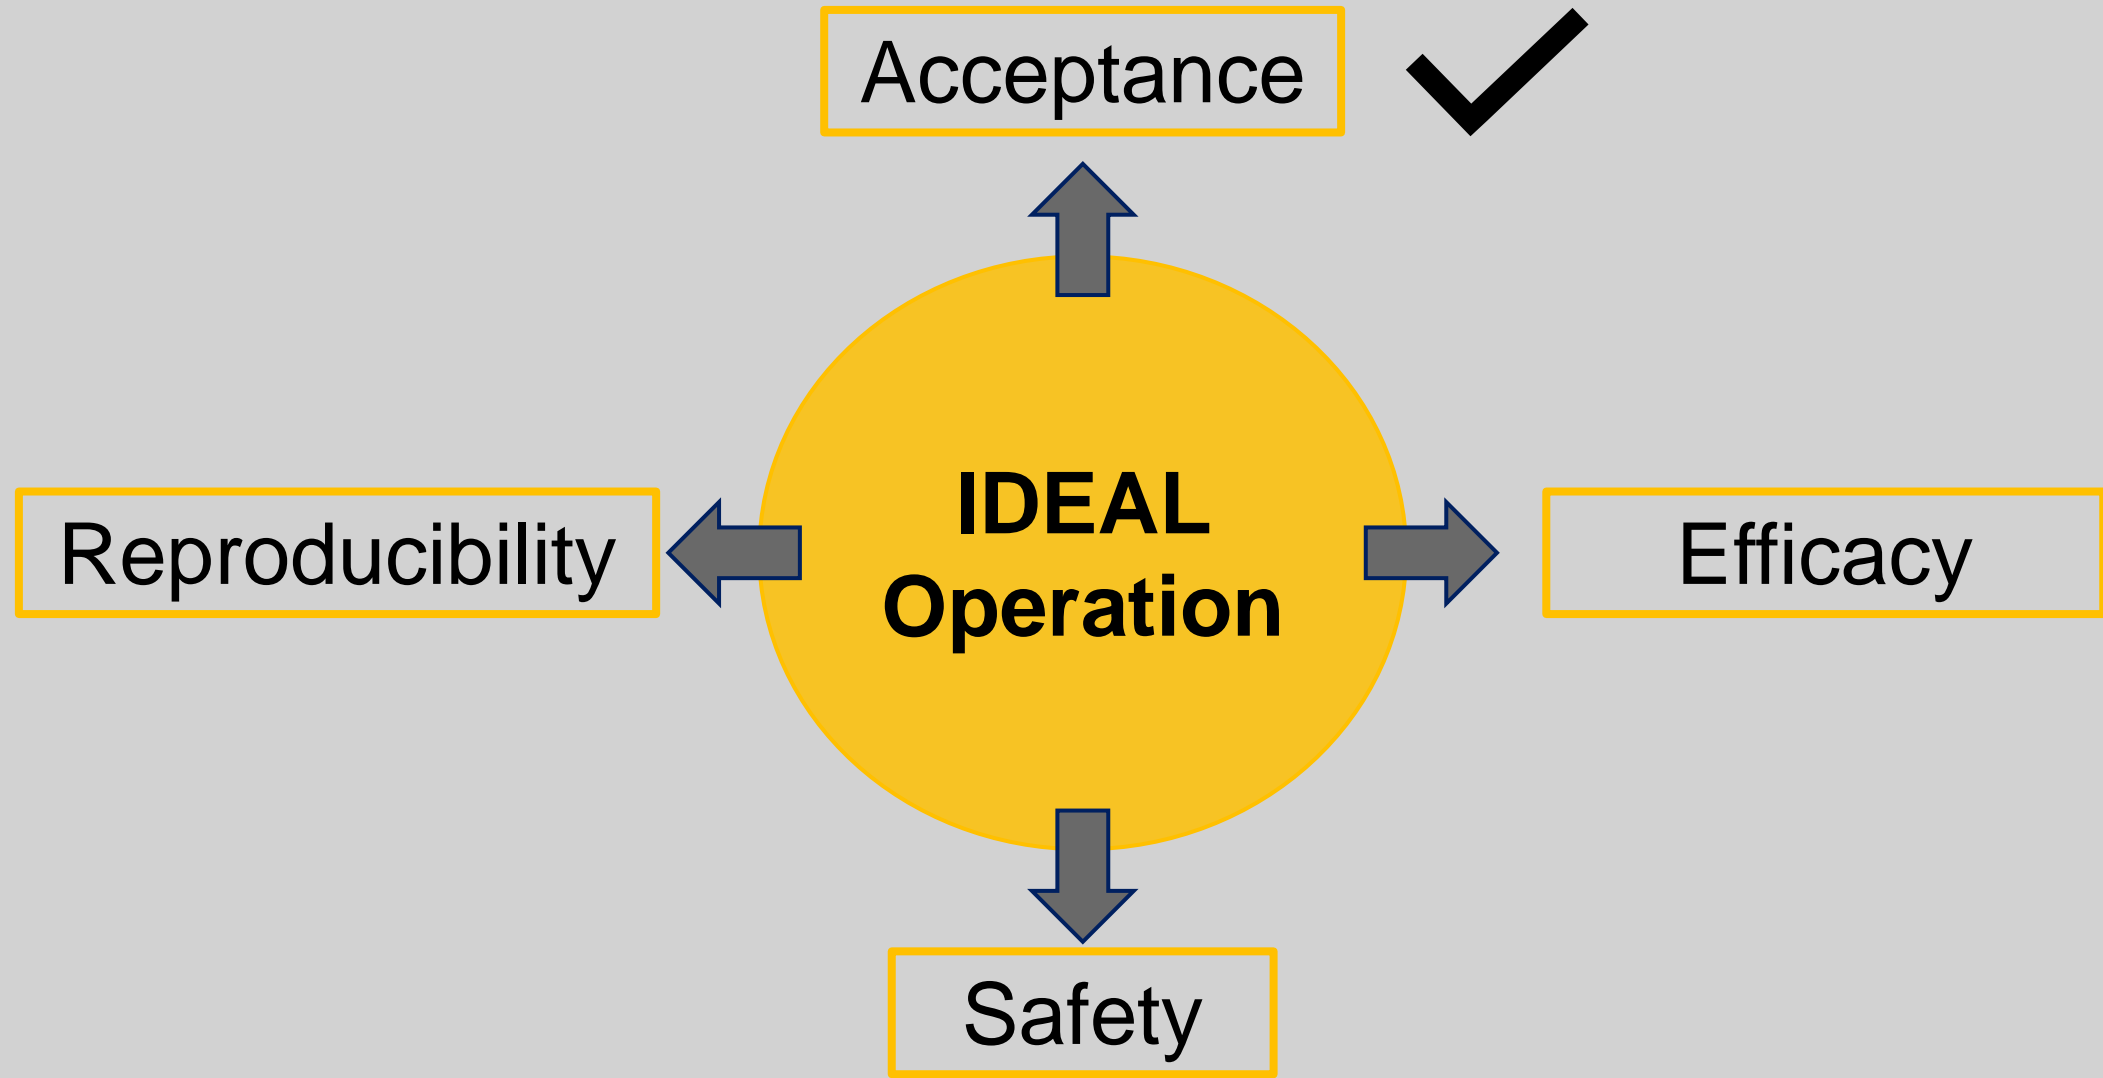 Acceptance
IDEAL
Operation
Reproducibility
Efficacy
Safety